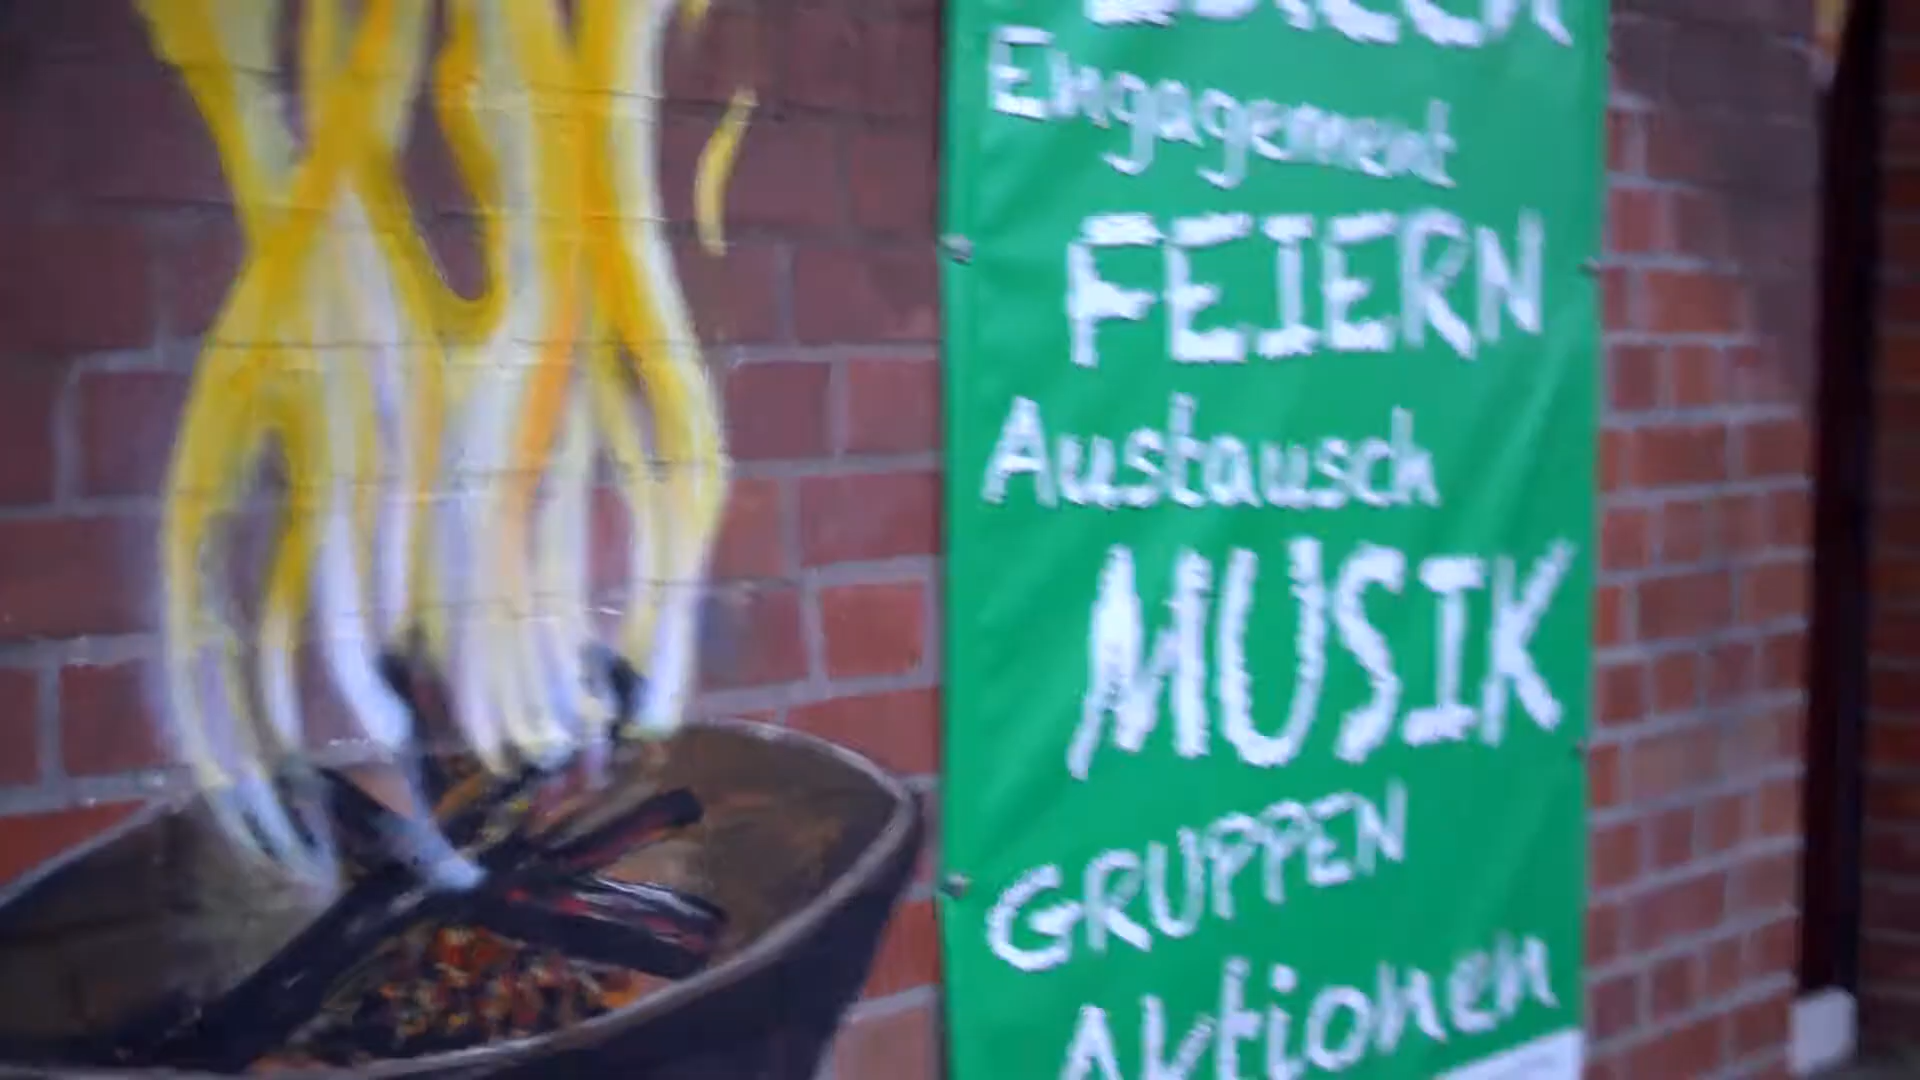 Engagement
FEIERN
Austausch
MUSIK
GRUPPEN
Aktionen